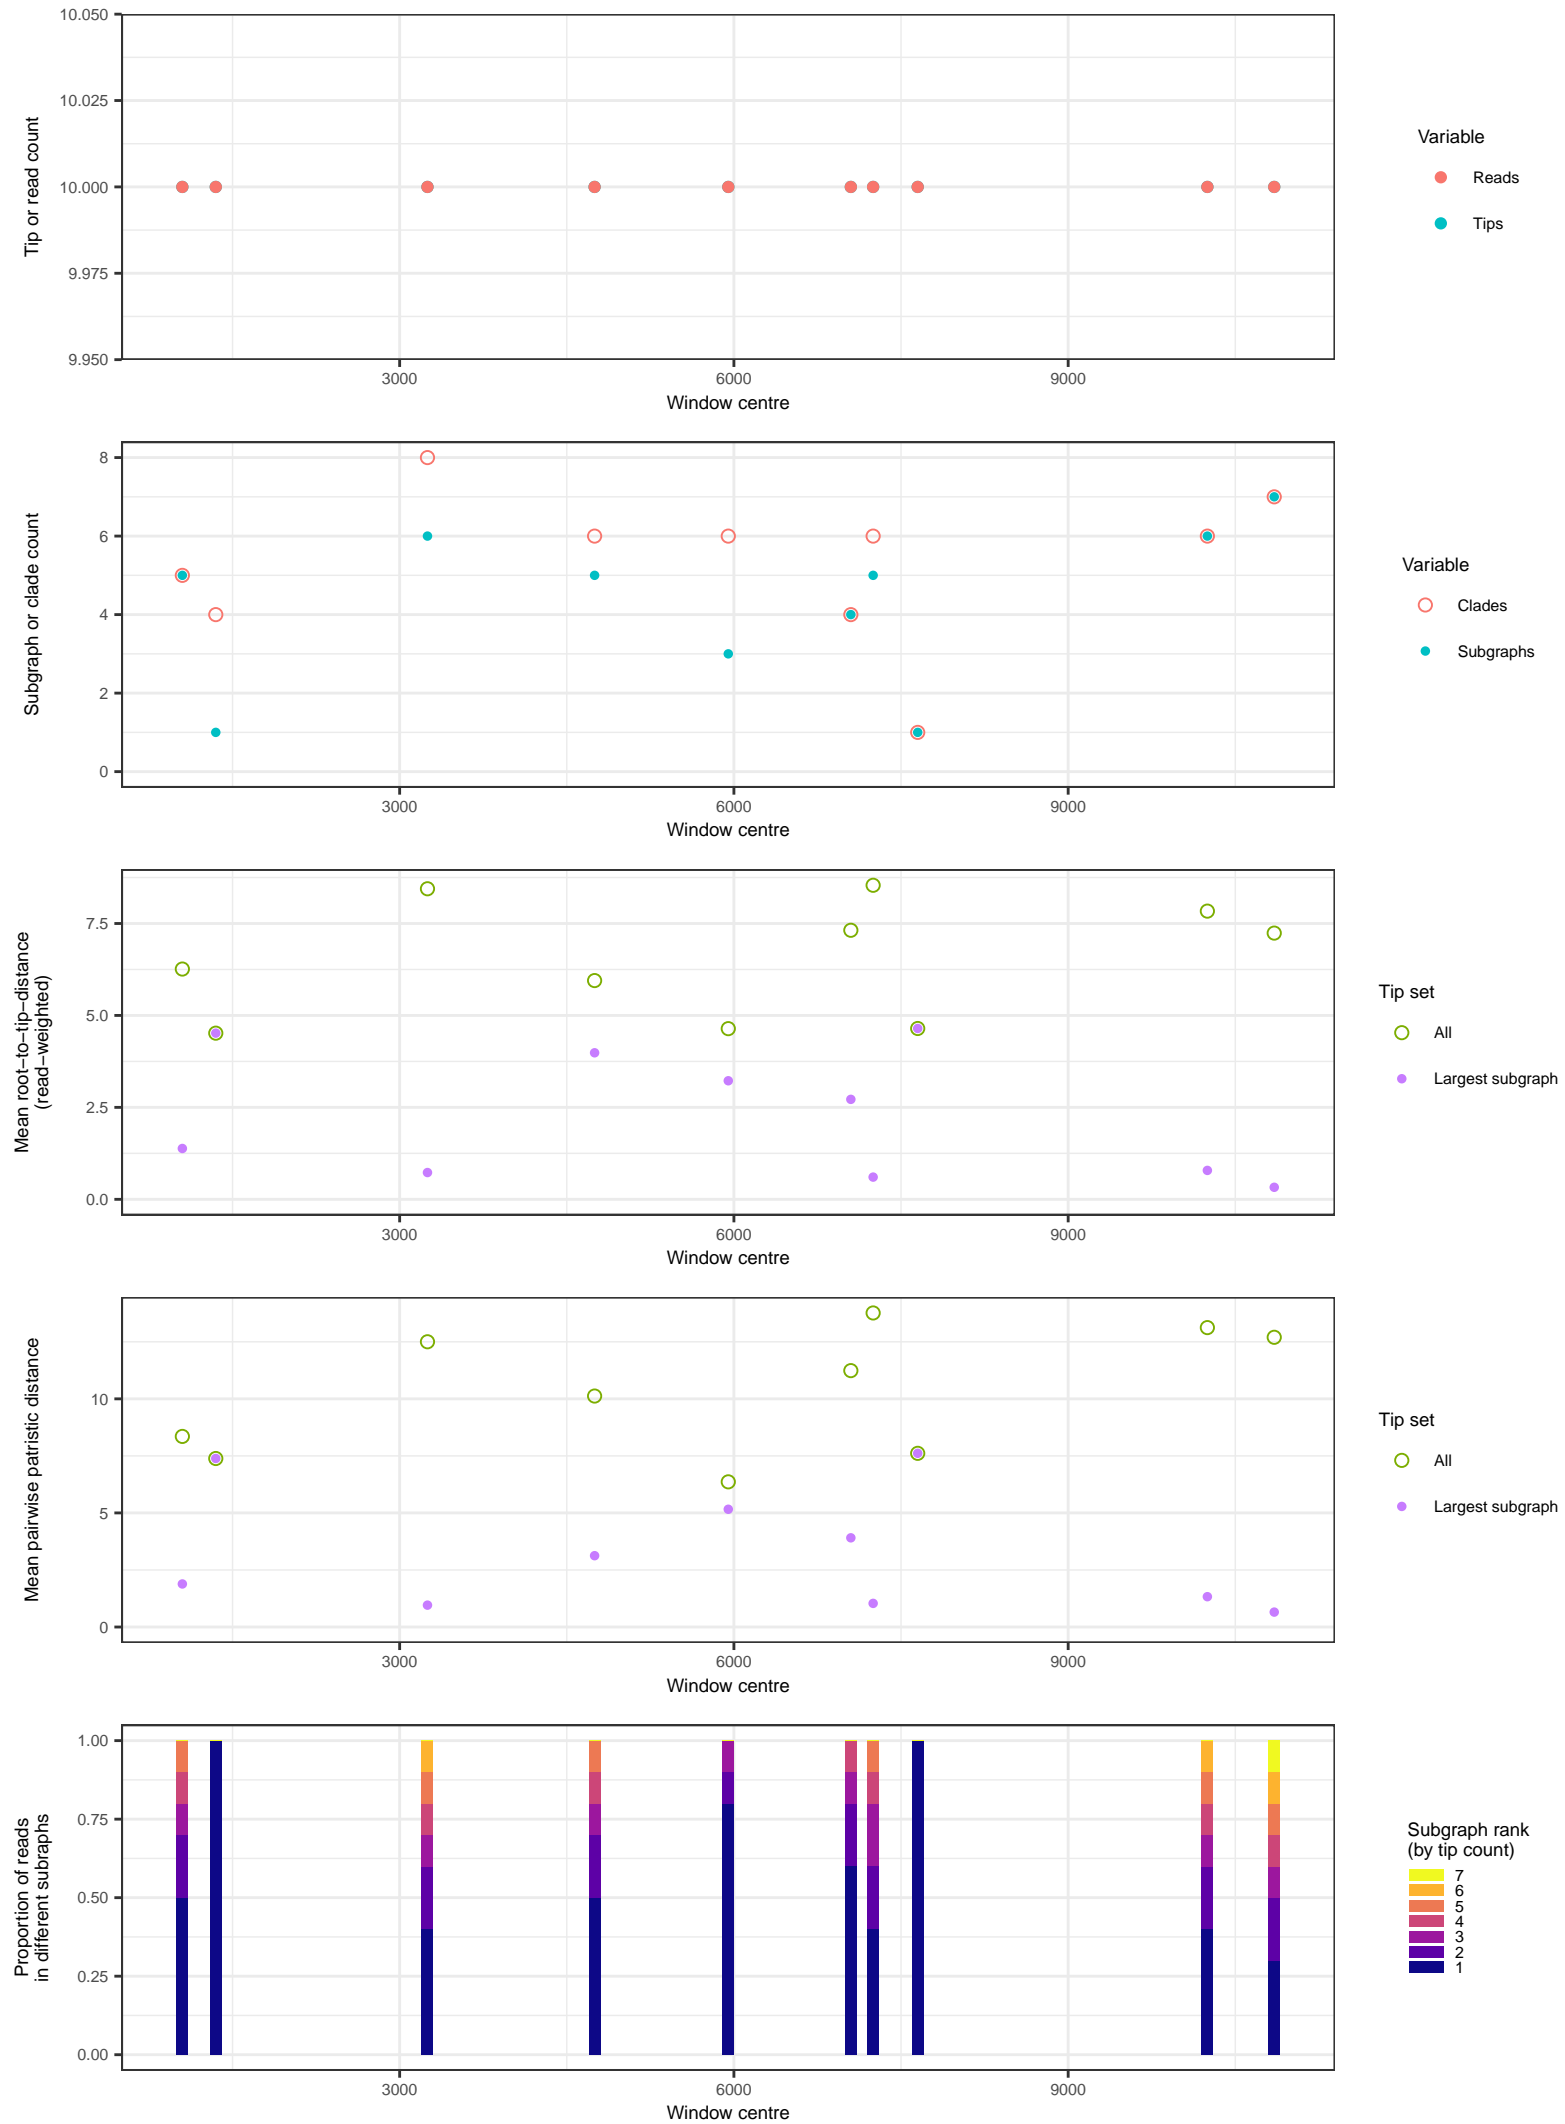 10.050
10.025
10.000
9.975
9.950
Tip or read count
3000
6000
9000
Window centre
Variable
Reads
Tips
8
6
4
2
0
Subgraph or clade count
3000
6000
9000
Window centre
Variable
Clades
Subgraphs
7.5
5.0
2.5
0.0
Mean root−to−tip−distance
(read−weighted)
3000
6000
9000
Window centre
Tip set
All
Largest subgraph
10
5
0
Mean pairwise patristic distance
3000
6000
9000
Window centre
Tip set
All
Largest subgraph
1.00
0.75
0.50
0.25
0.00
Proportion of reads
in different subraphs
3000
6000
9000
Window centre
Subgraph rank
(by tip count)
7
6
5
4
3
2
1